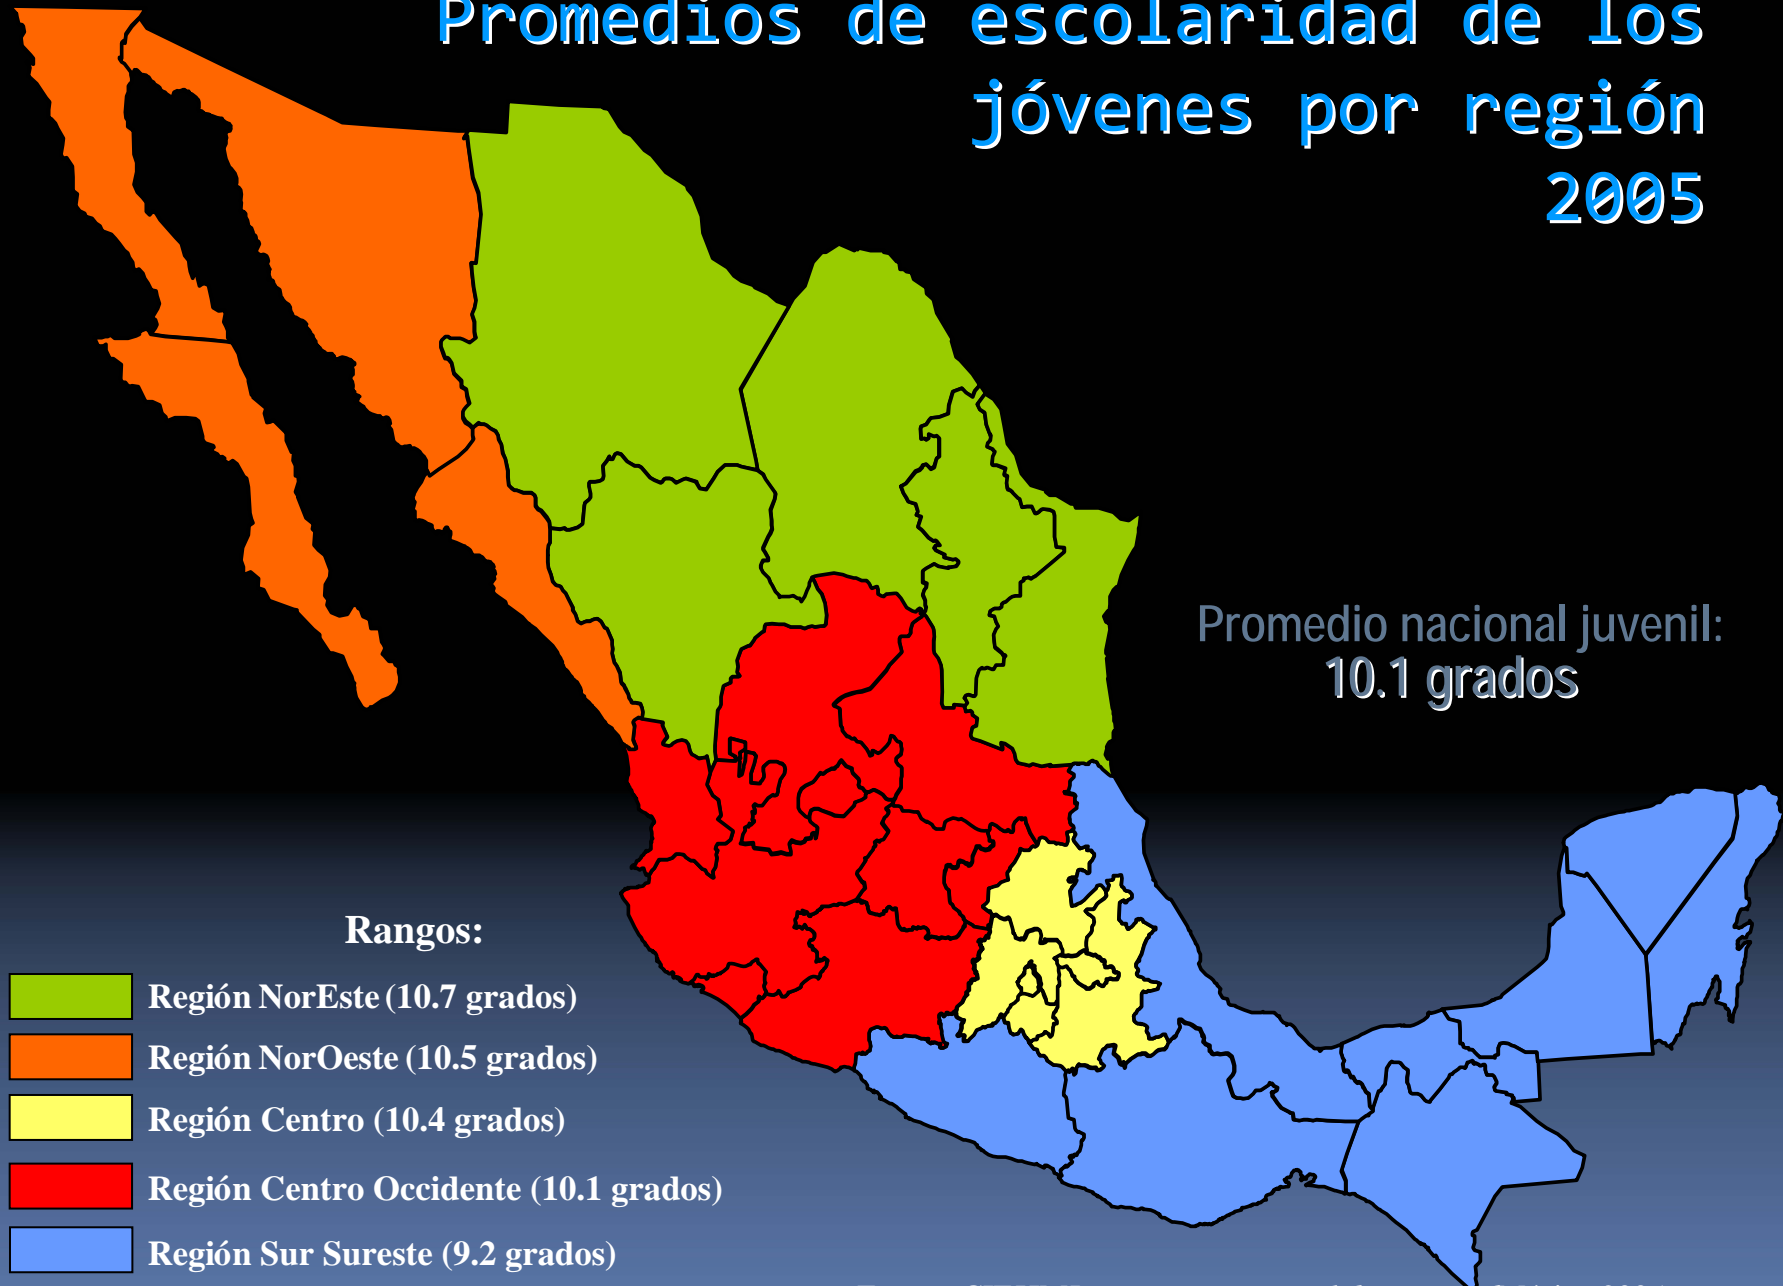 Promedios de escolaridad de los
jóvenes por región
2005
Promedio nacional juvenil:
10.1 grados
Rangos:
Región NorEste (10.7 grados)
Región NorOeste (10.5 grados)
Región Centro (10.4 grados)
Región Centro Occidente (10.1 grados)
Región Sur Sureste (9.2 grados)